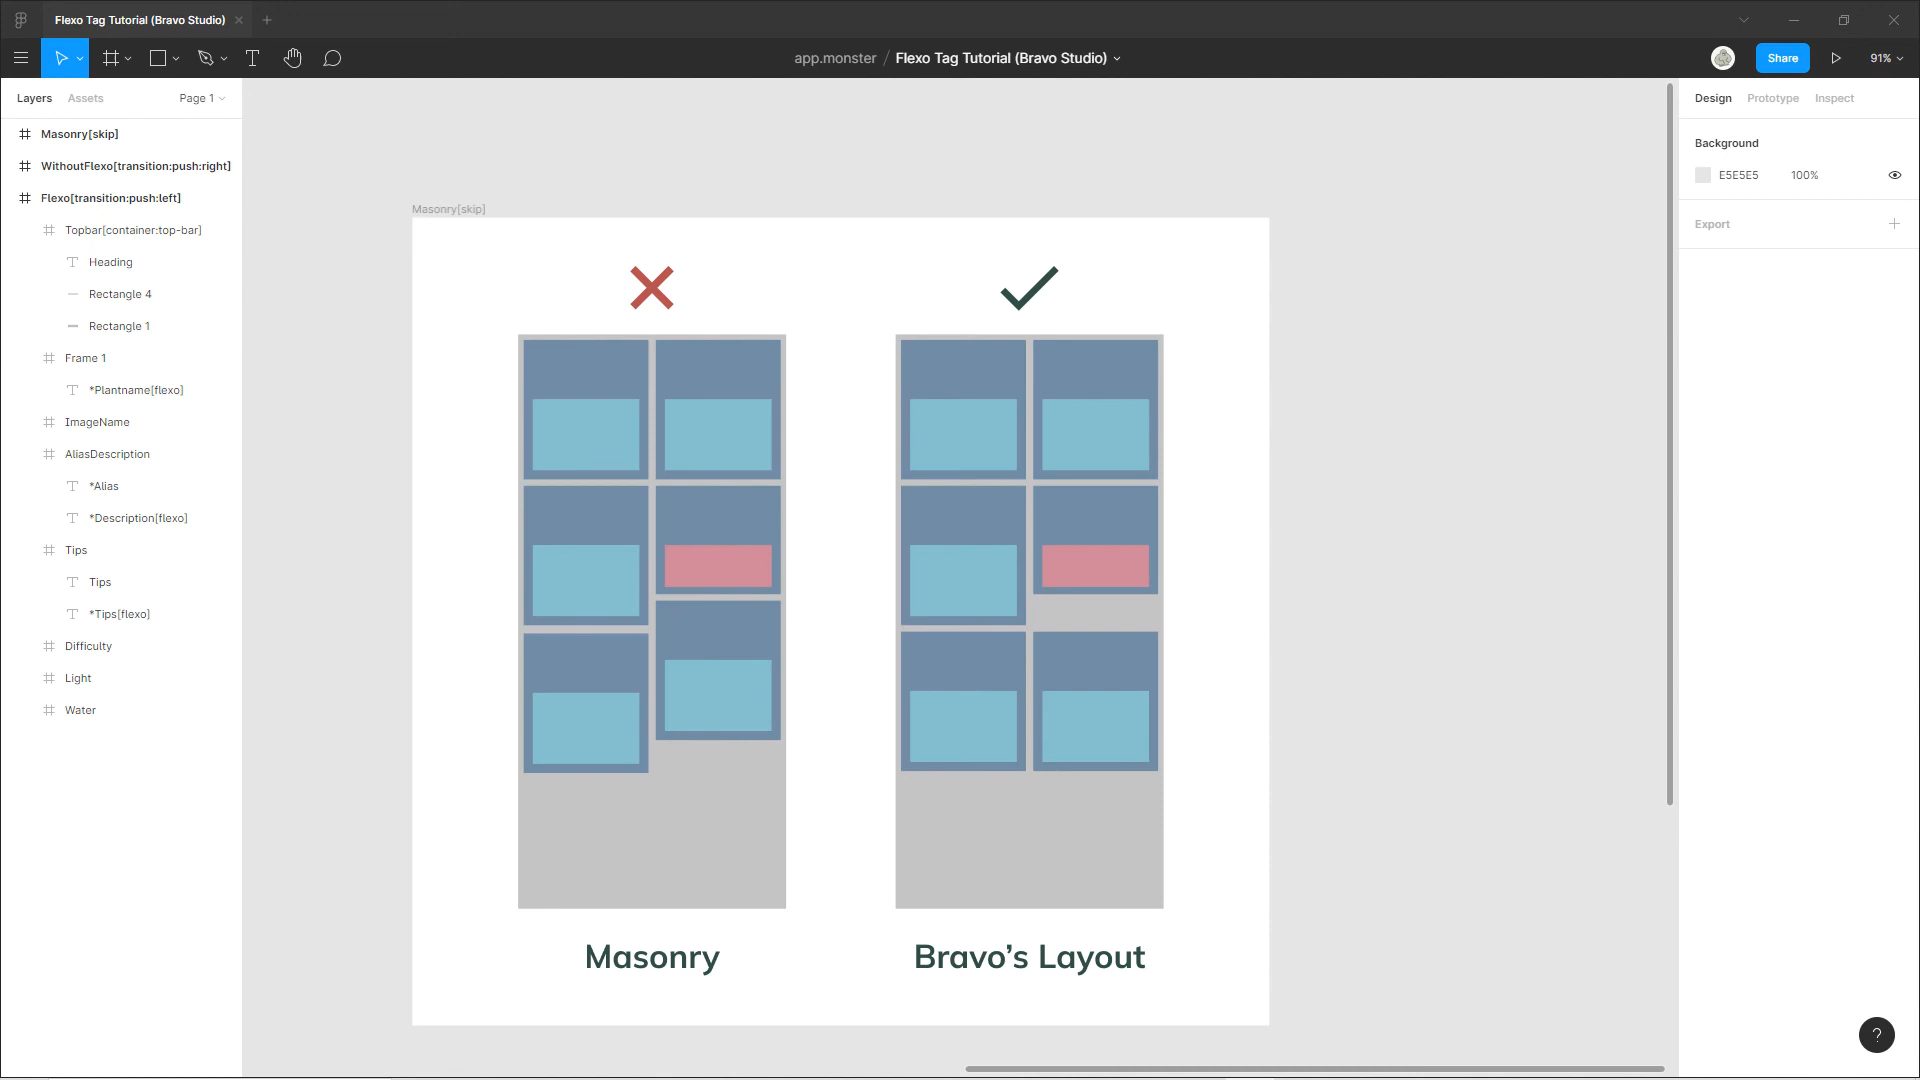 Flexo Tag Tutorial (Bravo Studio)
app.monster / Flexo Tag Tutorial (Bravo Studio)
Share
91%
Layers
Assets
Page 1
Design
Prototype
Inspect
Masonry[skip]
WithoutFlexo[transition:push:right]
Flexo[transition:push:left]
Topbar[container:top-bar]
Heading
Rectangle 4
Rectangle 1
Frame 1
*Plantname[flexo]
ImageName
AliasDescription
*Alias
*Description[flexo]
Tips
Tips
*Tips[flexo]
Difficulty
Light
Water
Masonry[skip]
Masonry
Bravo’s Layout
Background
E5E5E5 100%
Export
?